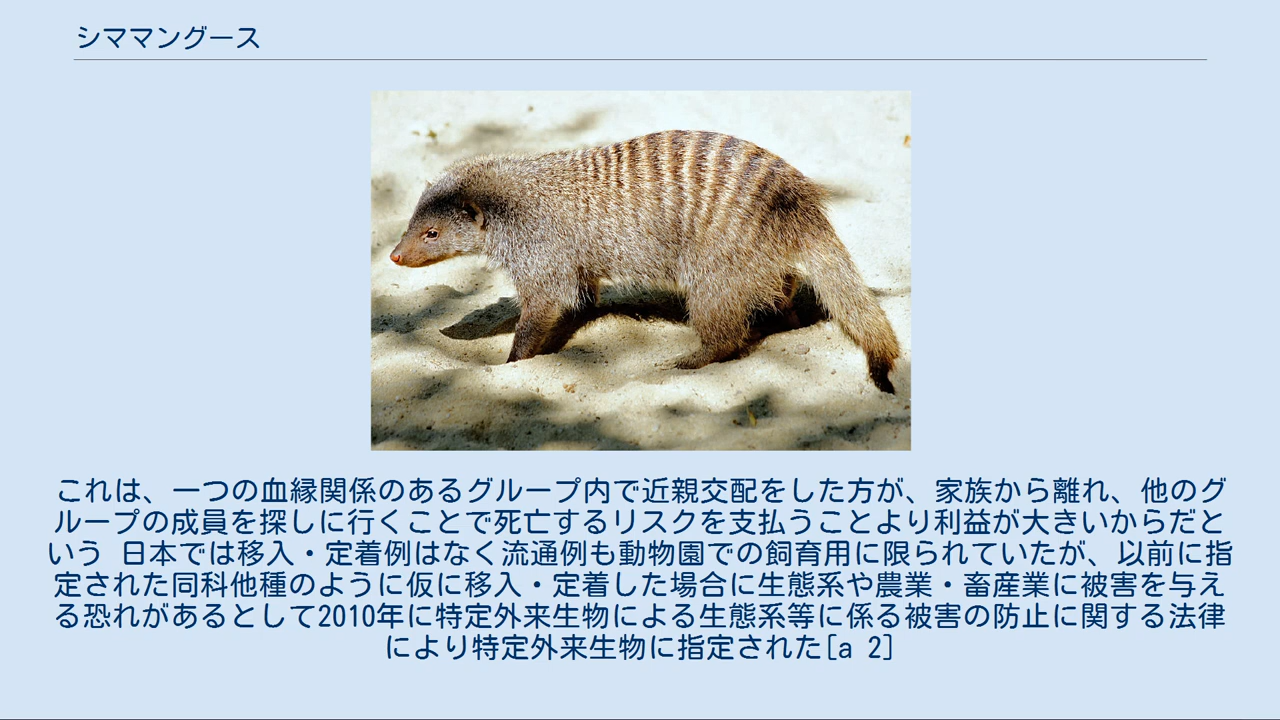 シママングース
これは、一つの血縁関係のあるグループ内で近親交配をした方が、家族から離れ、他のグ
ループの成員を探しに行くことで死亡するリスクを支払うことより利益が大きいからだと
いう 日本では移入・定着例はなく流通例も動物園での飼育用に限られていたが、以前に指
定された同科他種のように仮に移入・定着した場合に生態系や農業・畜産業に被害を与え
る恐れがあるとして2010年に特定外来生物による生態系等に係る被害の防止に関する法律
により特定外来生物に指定された[a 2]